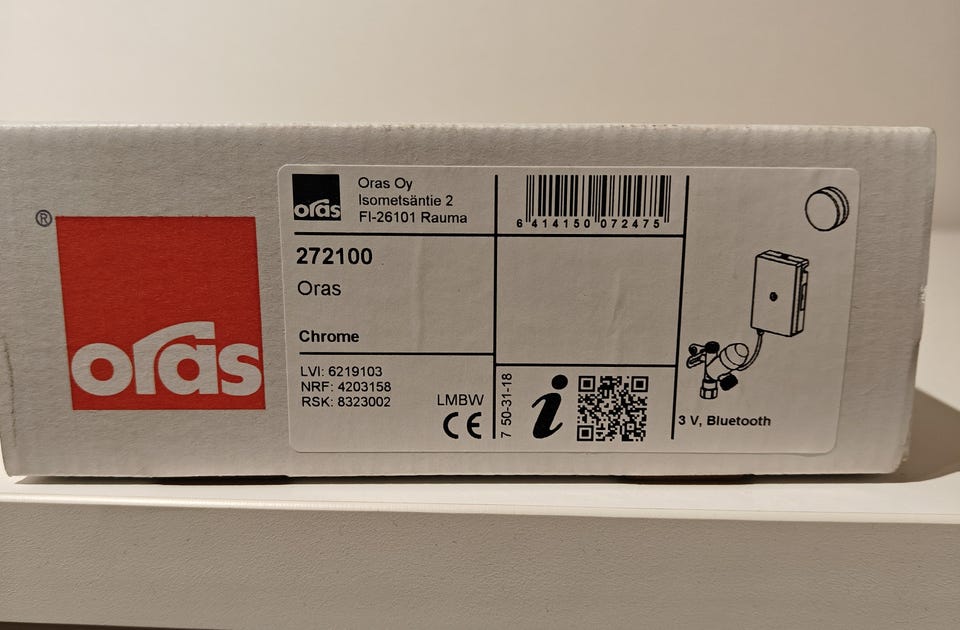 ®
oras
oras
Oras Oy
Isometsäntie 2
FI-26101 Rauma
272100
Oras
Chrome
LVI: 6219103
NRF: 4203158
RSK: 8323002
LMBW
CE
6 414150 072475
7 50-31-18
i
3 V, Bluetooth